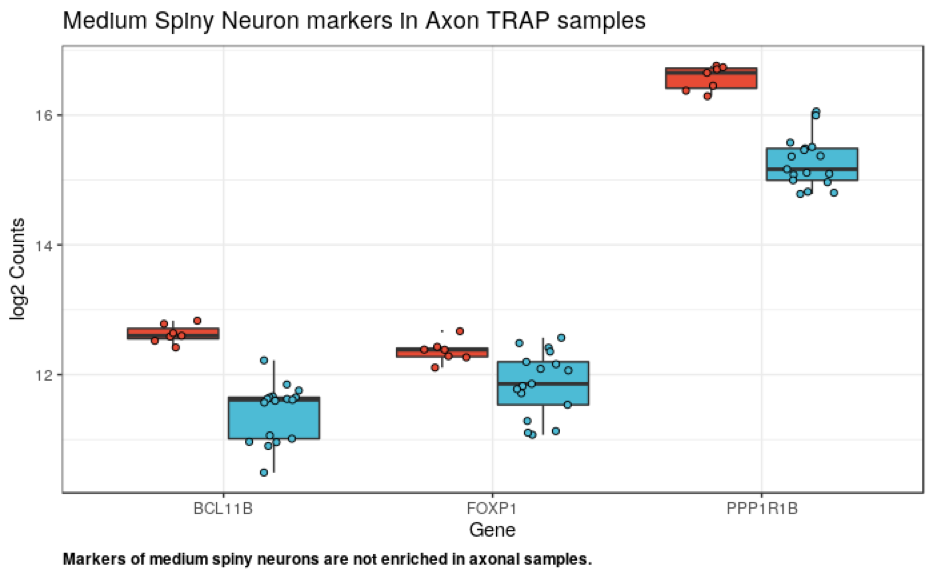 Medium Spiny Neuron markers in Axon TRAP samples
log2 Counts
16
14
12
BCL11B FOXP1 PPP1R1B
Gene
Markers of medium spiny neurons are not enriched in axonal samples.